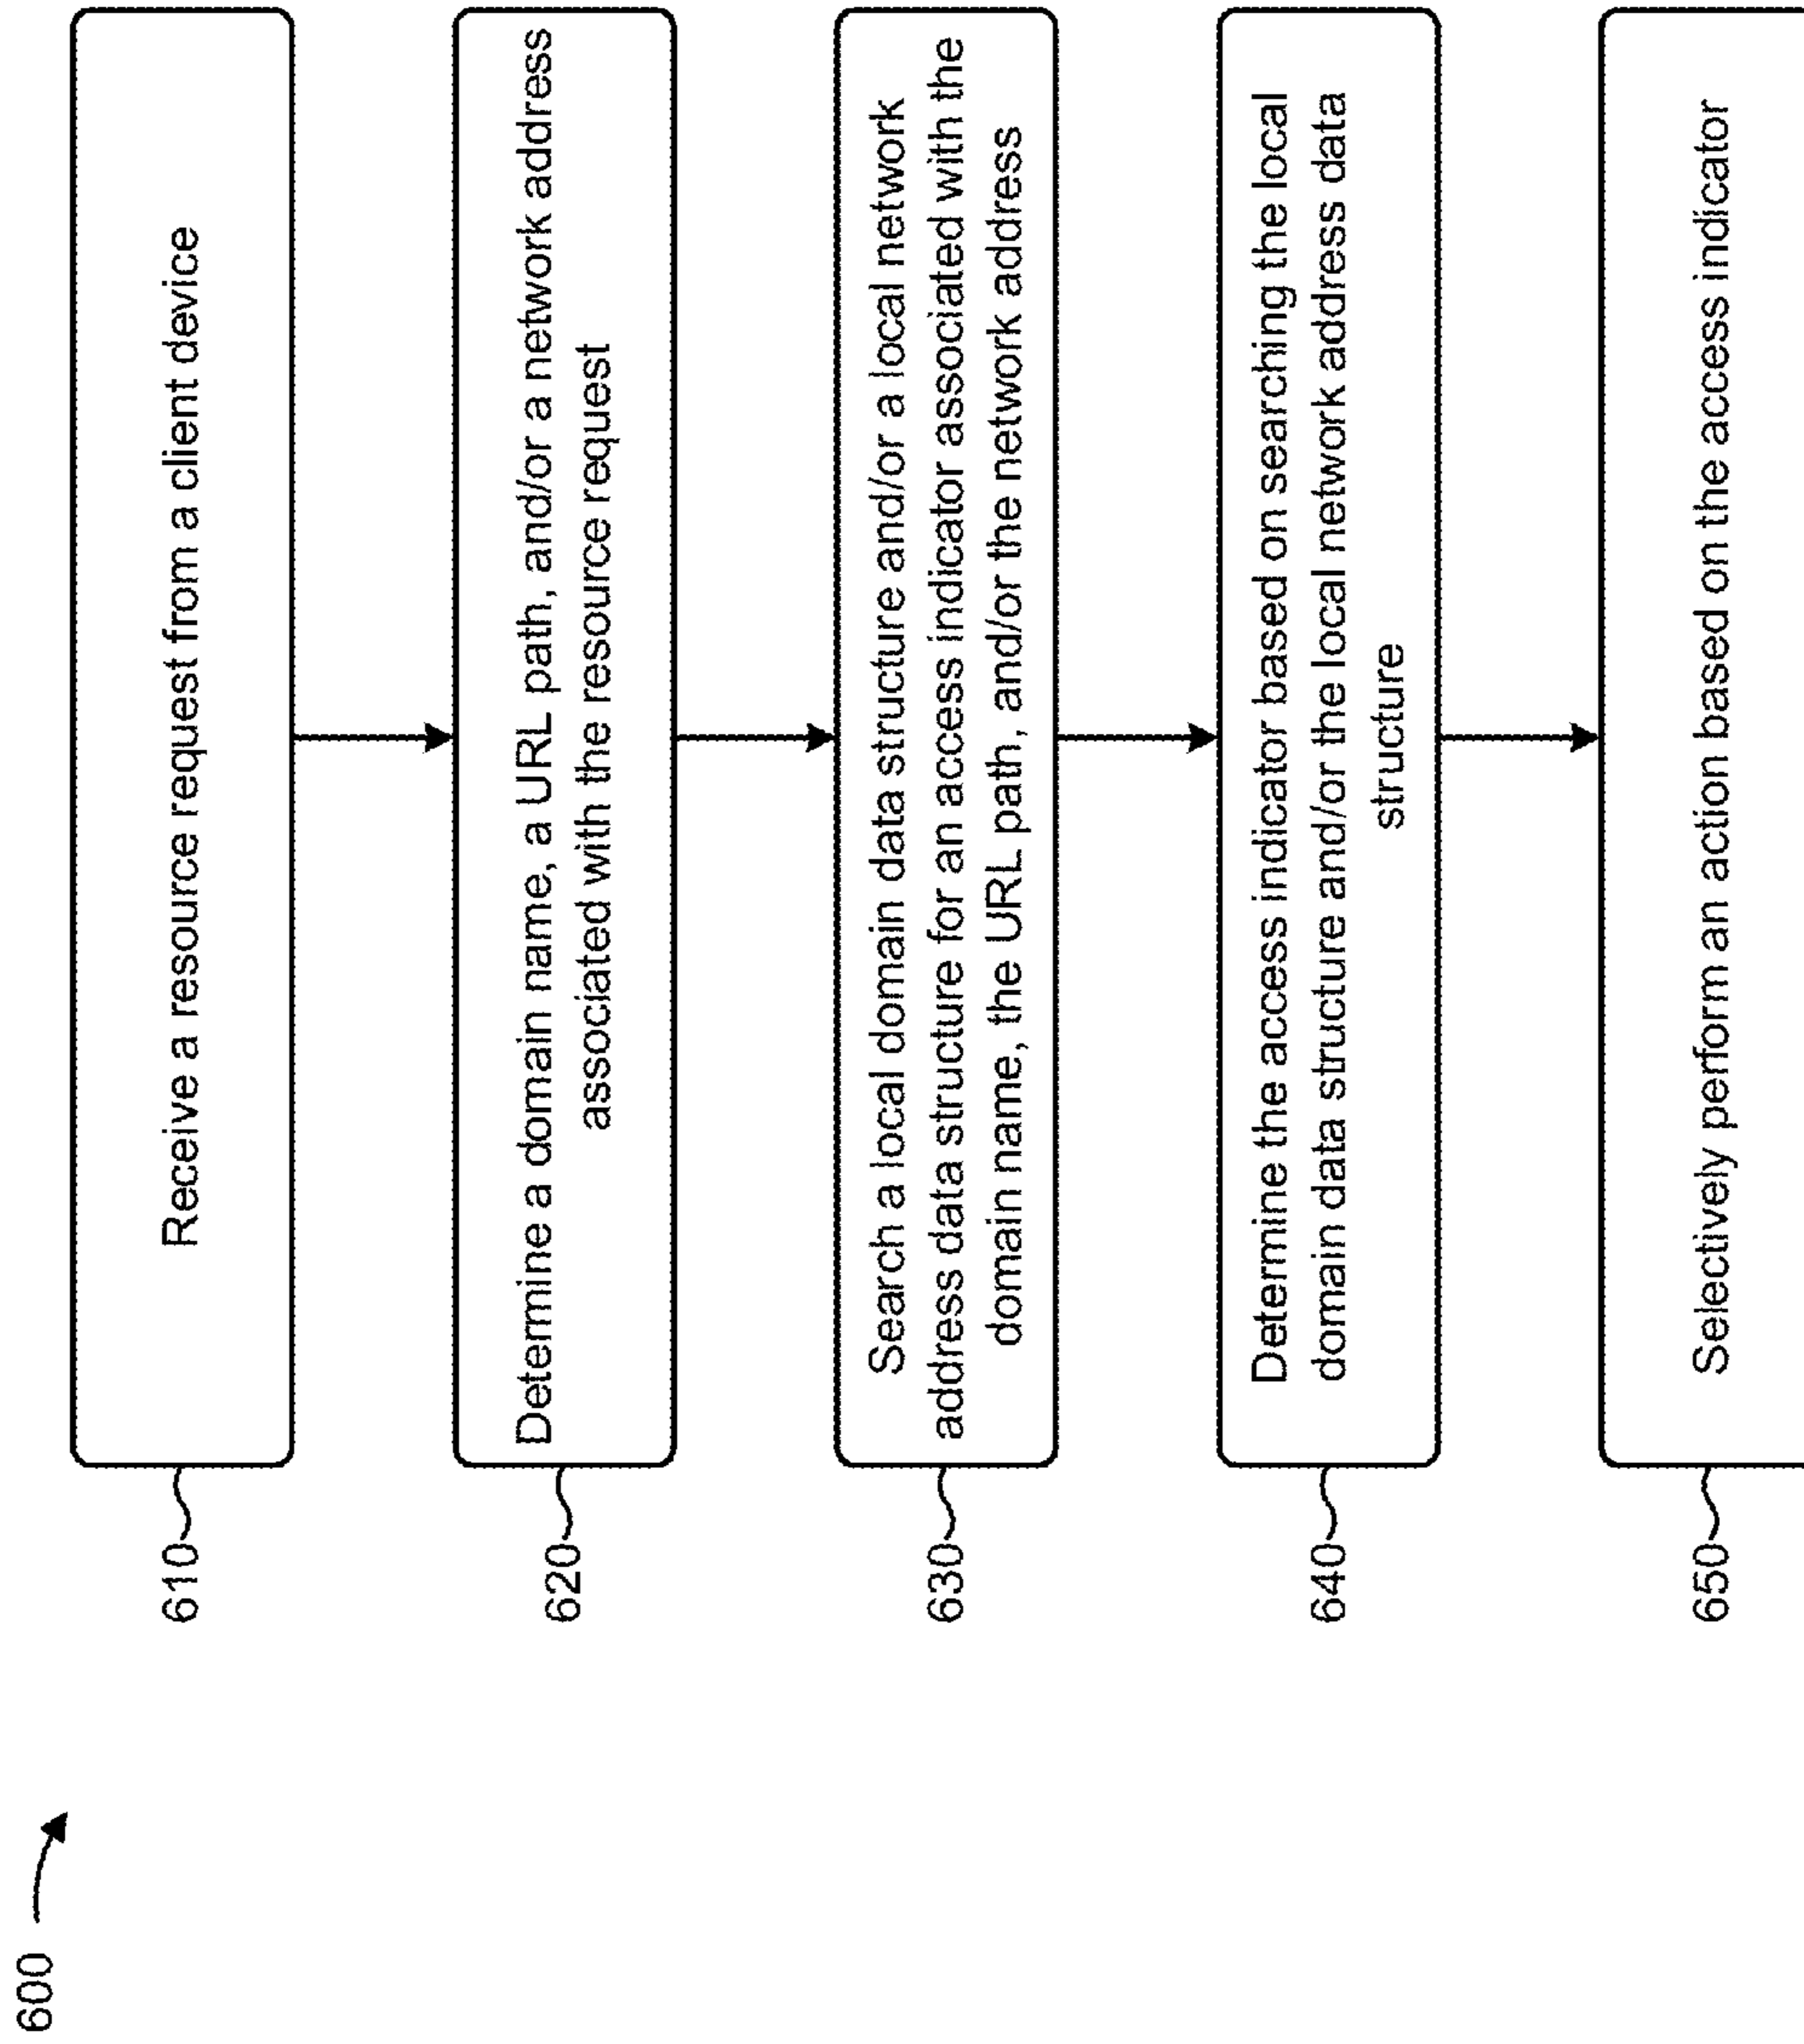 600
610
Receive a resource request from a client device
620
Determine a domain name, a URL path, and/or a network address
associated with the resource request
630
Search a local domain data structure and/or a local network
address data structure for an access indicator associated with the
domain name, the URL path, and/or the network address
640
Determine the access indicator based on searching the local
domain data structure and/or the local network address data
structure
650
Selectively perform an action based on the access indicator